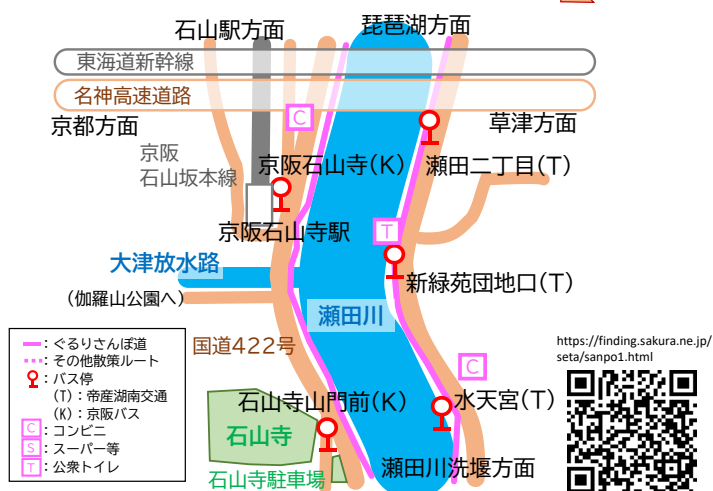 石山駅方面
琵琶湖方面
東海道新幹線
名神高速道路
京都方面
草津方面
C
京阪
石山坂本線
京阪石山寺(K)
瀬田二丁目(T)
京阪石山寺駅
T
大津放水路
新緑苑団地口(T)
(伽羅山公園へ)
瀬田川
国道422号
https://finding.sakura.ne.jp/
seta/sanpo1.html
C
：ぐるりさんぽ道
：その他散策ルート
：バス停
(T)：帝産湖南交通
(K)：京阪バス
C：コンビニ
S：スーパー等
T：公衆トイレ
石山寺山門前(K)
水天宮(T)
石山寺
瀬田川洗堰方面
石山寺駐車場